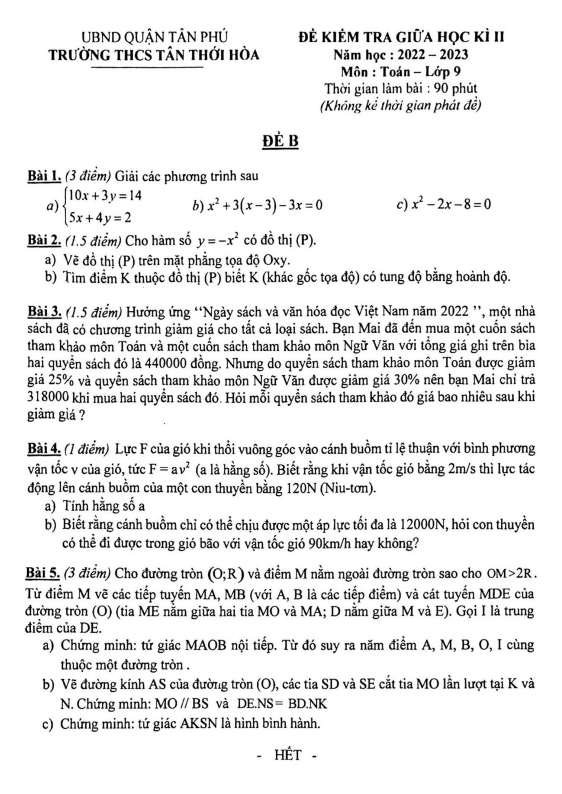 UBND QUẬN TÂN PHÚ
TRƯỜNG THCS TÂN THỚI HÒA
ĐỀ KIỂM TRA GIỮA HỌC KÌ II
Năm học : 2022 – 2023
Môn : Toán – Lớp 9
Thời gian làm bài : 90 phút
(Không kể thời gian phát đề)
ĐỀ B
Bài 1. (3 điểm) Giải các phương trình sau
a) {10x + 3y = 14
5x + 4y = 2
b) x² + 3(x − 3) − 3x = 0
c) x² − 2x − 8 = 0
Bài 2. (1.5 điểm) Cho hàm số y = −x² có đồ thị (P).
a) Vẽ đồ thị (P) trên mặt phẳng tọa độ Oxy.
b) Tìm điểm K thuộc đồ thị (P) biết K (khác gốc tọa độ) có tung độ bằng hoành độ.
Bài 3. (1.5 điểm) Hưởng ứng ‘‘Ngày sách và văn hóa đọc Việt Nam năm 2022 ’’, một nhà
sách đã có chương trình giảm giá cho tất cả loại sách. Bạn Mai đã đến mua một cuốn sách
tham khảo môn Toán và một cuốn sách tham khảo môn Ngữ Văn với tổng giá ghi trên bìa
hai quyển sách đó là 440000 đồng. Nhưng do quyển sách tham khảo môn Toán được giảm
giá 25% và quyển sách tham khảo môn Ngữ Văn được giảm giá 30% nên bạn Mai chỉ trả
318000 khi mua hai quyển sách đó. Hỏi mỗi quyển sách tham khảo đó giá bao nhiêu sau khi
giảm giá ?
Bài 4. (1 điểm) Lực F của gió khi thổi vuông góc vào cánh buồm tỉ lệ thuận với bình phương
vận tốc v của gió, tức F = av² (a là hằng số). Biết rằng khi vận tốc gió bằng 2m/s thì lực tác
động lên cánh buồm của một con thuyền bằng 120N (Niu-tơn).
a) Tính hằng số a
b) Biết rằng cánh buồm chỉ có thể chịu được một áp lực tối đa là 12000N, hỏi con thuyền
có thể đi được trong gió bão với vận tốc gió 90km/h hay không?
Bài 5. (3 điểm) Cho đường tròn (O;R) và điểm M nằm ngoài đường tròn sao cho OM>2R.
Từ điểm M vẽ các tiếp tuyến MA, MB (với A, B là các tiếp điểm) và cát tuyến MDE của
đường tròn (O) (tia ME nằm giữa hai tia MO và MA; D nằm giữa M và E). Gọi I là trung
điểm của DE.
a) Chứng minh: tứ giác MAOB nội tiếp. Từ đó suy ra năm điểm A, M, B, O, I cùng
thuộc một đường tròn .
b) Vẽ đường kính AS của đường tròn (O), các tia SD và SE cắt tia MO lần lượt tại K và
N. Chứng minh: MO // BS và DE.NS= BD.NK
c) Chứng minh: tứ giác AKSN là hình bình hành.
- HẾT -